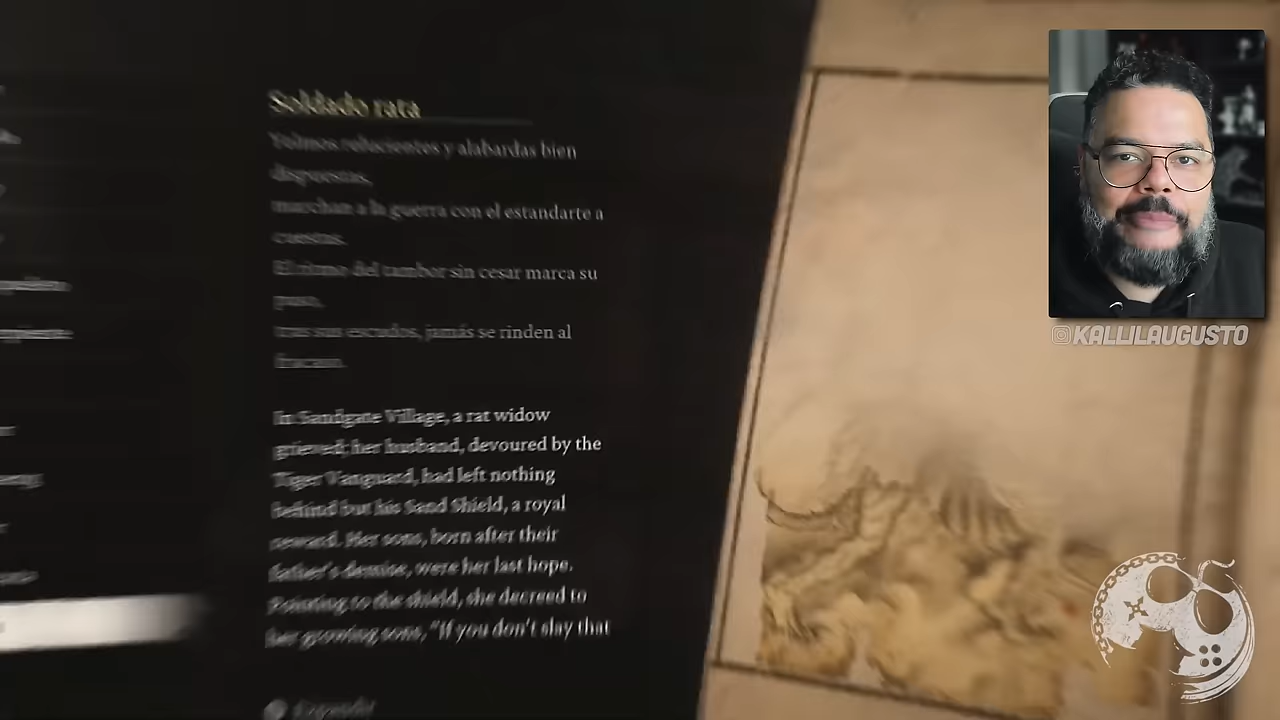 Soldado rata
Yelmos relucientes y alabardas bien
dispuestas,
marchan a la guerra con el estandarte a
cuestas.
El ritmo del tambor sin cesar marca su
paso,
tras sus escudos, jamás se rinden al
fracaso.
In Sandgate Village, a rat widow
grieved; her husband, devoured by the
Tiger Vanguard, had left nothing
behind but his Sand Shield, a royal
reward. Her sons, born after their
father's demise, were her last hope.
Pointing to the shield, she decreed to
her growing sons, "If you don't slay that
Expandir
@KALLILAUGUSTO